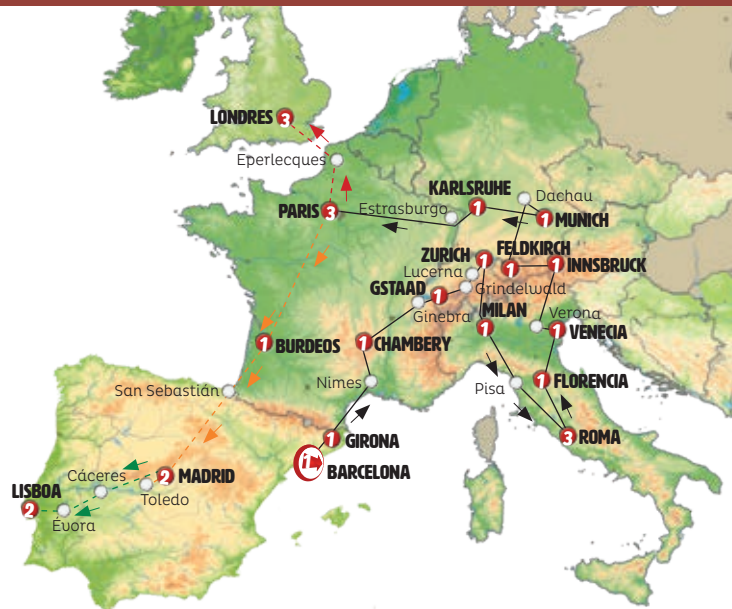 LONDRES 3
Eperlecques
KARLSRUHE
Dachau
PARIS 3
Estrasburgo
1
1 MUNICH
ZURICH 1
FELDKIRCH
1
1 INNSBRUCK
Lucerna
GSTAAD
1
Grindelwald
Ginebra
MILAN
1
Verona
1 VENECIA
1 BURDEOS
1 CHAMBERY
San Sebastián
Nimes
Pisa
1 FLORENCIA
1 GIRONA
3 ROMA
i BARCELONA
Cáceres
2 MADRID
LISBOA
2
Toledo
Évora